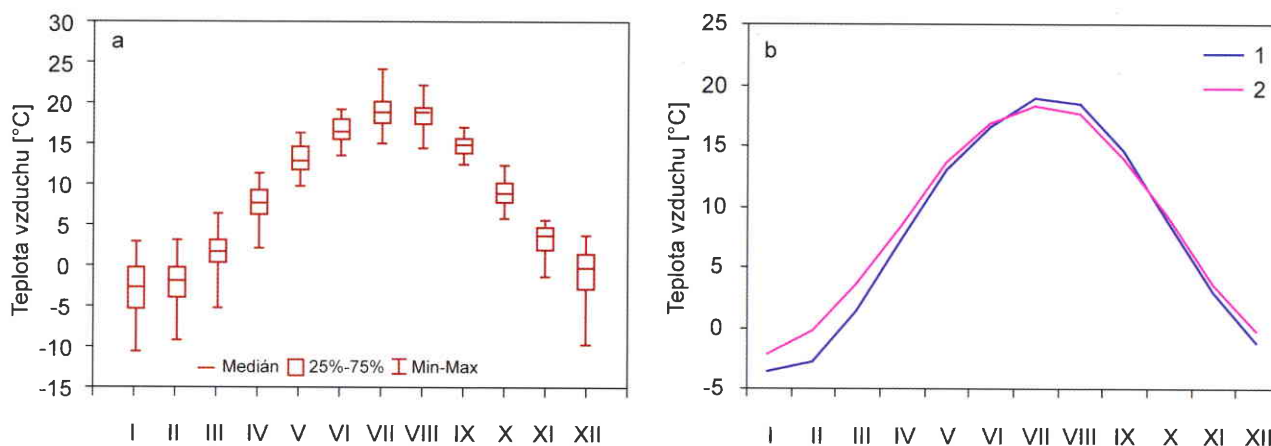 a
Teplota vzduchu [°C]
30
25
20
15
10
5
0
-5
-10
-15
Medián 25%-75% Min-Max
I II III IV V VI VII VIII IX X XI XII
b
Teplota vzduchu [°C]
25
20
15
10
5
0
-5
1
2
I II III IV V VI VII VIII IX X XI XII